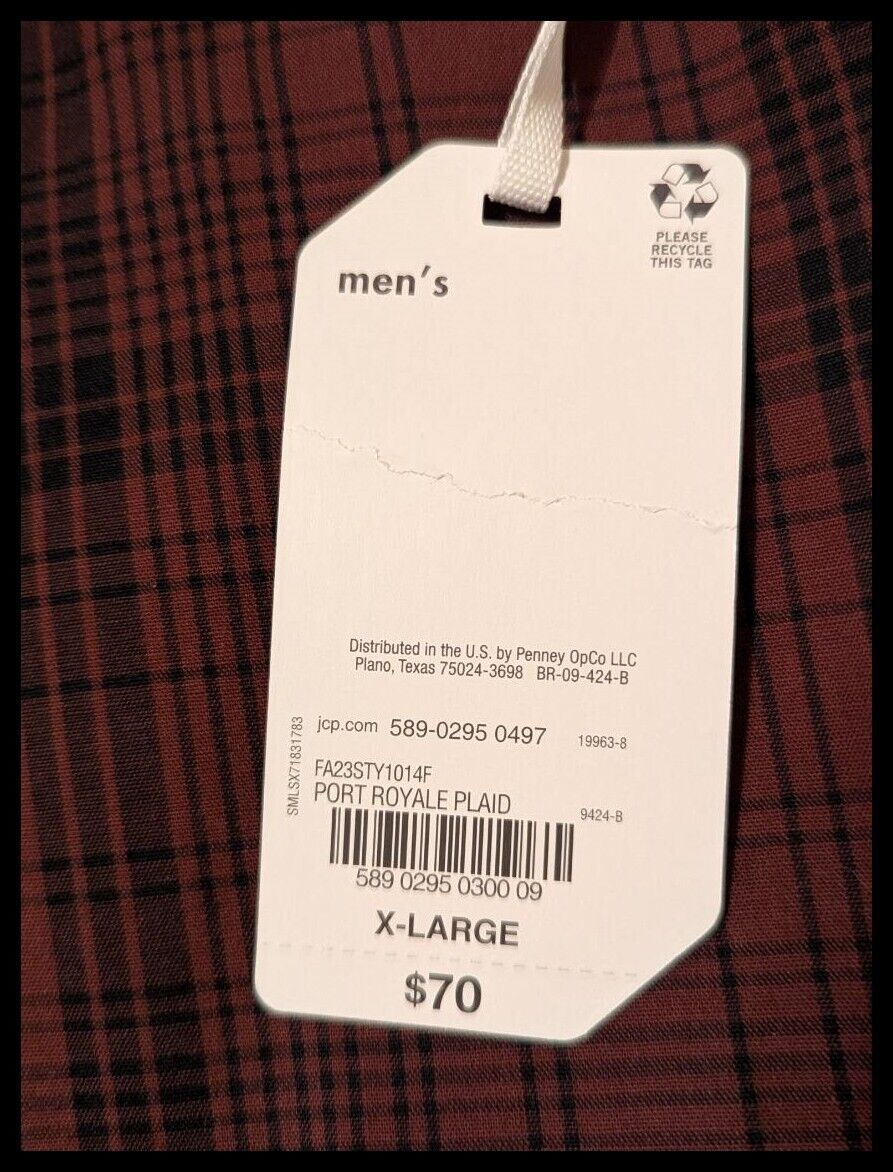 PLEASE
RECYCLE
THIS TAG
men's
Distributed in the U.S. by Penney OpCo LLC
Plano, Texas 75024-3698 BR-09-424-B
jcp.com 589-0295 0497 19963-8
SMLSX71831783
FA23STY1014F
PORT ROYALE PLAID 9424-B
589 0295 0300 09
X-LARGE
$70